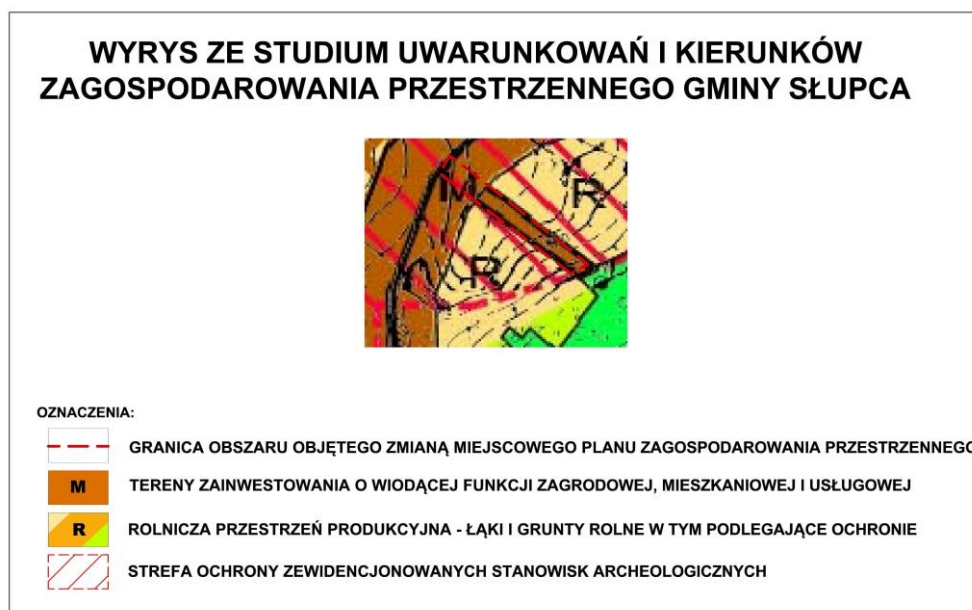 WYRYS ZE STUDIUM UWARUNKOWAŃ I KIERUNKÓW
ZAGOSPODAROWANIA PRZESTRZENNEGO GMINY SŁUPCA
M
R
R
OZNACZENIA:
GRANICA OBSZARU OBJĘTEGO ZMIANĄ MIEJSCOWEGO PLANU ZAGOSPODAROWANIA PRZESTRZENNEGO
M TERENY ZAINWESTOWANIA O WIODĄCEJ FUNKCJI ZAGRODOWEJ, MIESZKANIOWEJ I USŁUGOWEJ
R ROLNICZA PRZESTRZEŃ PRODUKCYJNA - ŁĄKI I GRUNTY ROLNE W TYM PODLEGAJĄCE OCHRONIE
STREFA OCHRONY ZEWIDENCJONOWANYCH STANOWISK ARCHEOLOGICZNYCH